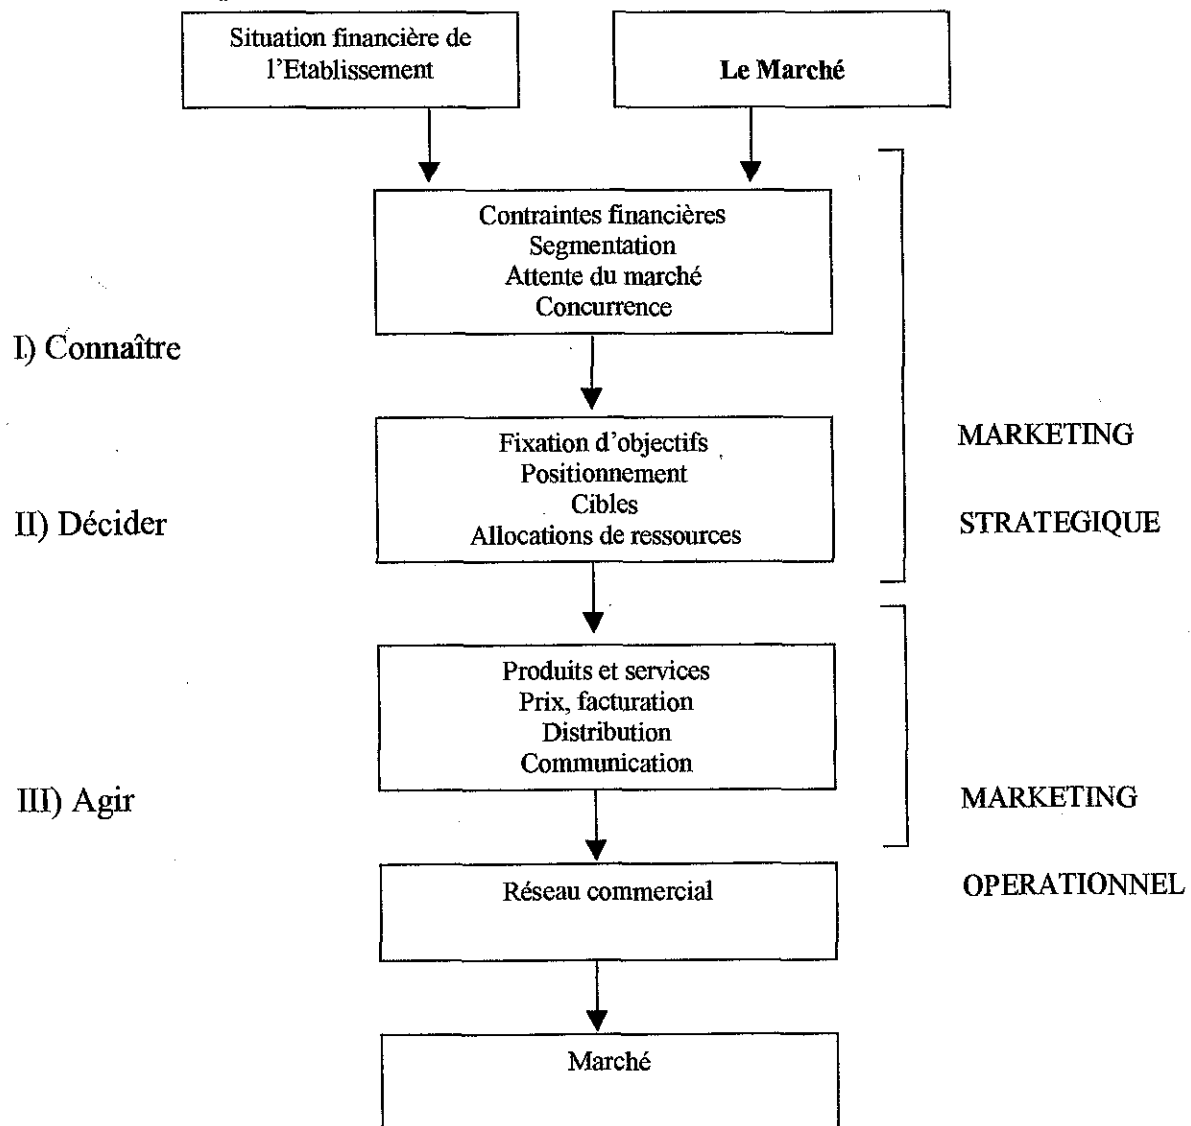 Situation financière de
l'Etablissement
Le Marché
Contraintes financières
Segmentation
Attente du marché
Concurrence
I) Connaître
Fixation d'objectifs
Positionnement
Cibles
Allocations de ressources
II) Décider
MARKETING
STRATEGIQUE
Produits et services
Prix, facturation
Distribution
Communication
III) Agir
MARKETING
OPERATIONNEL
Réseau commercial
Marché